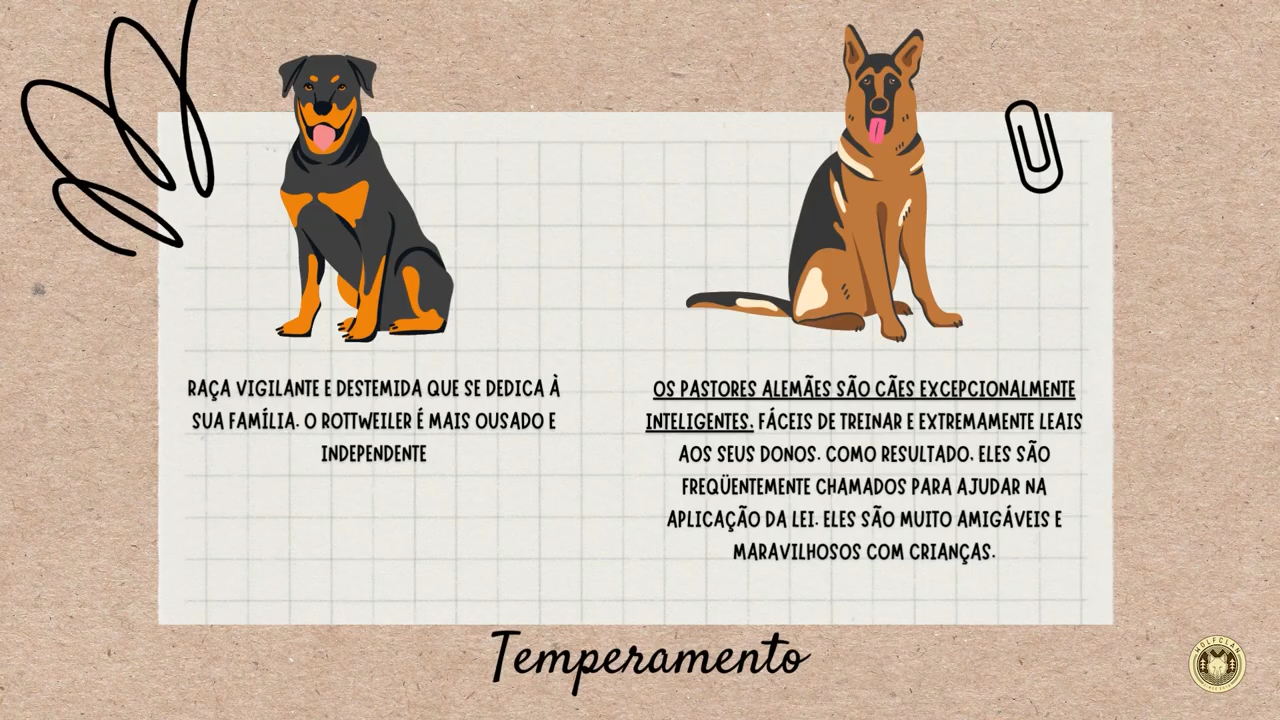 RAÇA VIGILANTE E DESTEMIDA QUE SE DEDICA À
SUA FAMÍLIA. O ROTTWEILER É MAIS OUSADO E
INDEPENDENTE
OS PASTORES ALEMÃES SÃO CÃES EXCEPCIONALMENTE
INTELIGENTES. FÁCEIS DE TREINAR E EXTREMAMENTE LEAIS
AOS SEUS DONOS. COMO RESULTADO. ELES SÃO
FREQÜENTEMENTE CHAMADOS PARA AJUDAR NA
APLICAÇÃO DA LEI. ELES SÃO MUITO AMIGÁVEIS E
MARAVILHOSOS COM CRIANÇAS.
Temperamento
WOLFCLAN